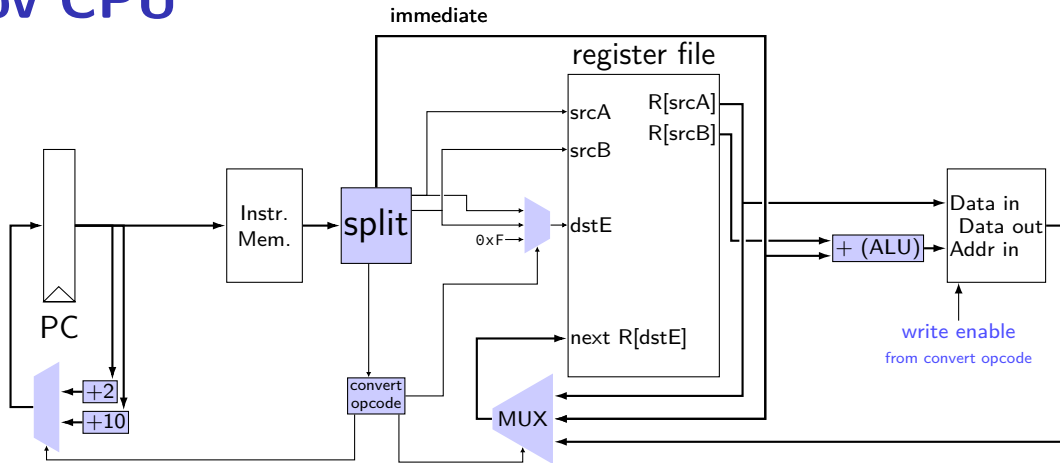 CPU
immediate
register file
srcA
R[srcA]
R[srcB]
srcB
split
Instr.
Mem.
dstE
0xF
Data in
Data out
+ (ALU)
Addr in
PC
next R[dstE]
write enable
from convert opcode
convert
opcode
+2
+10
MUX